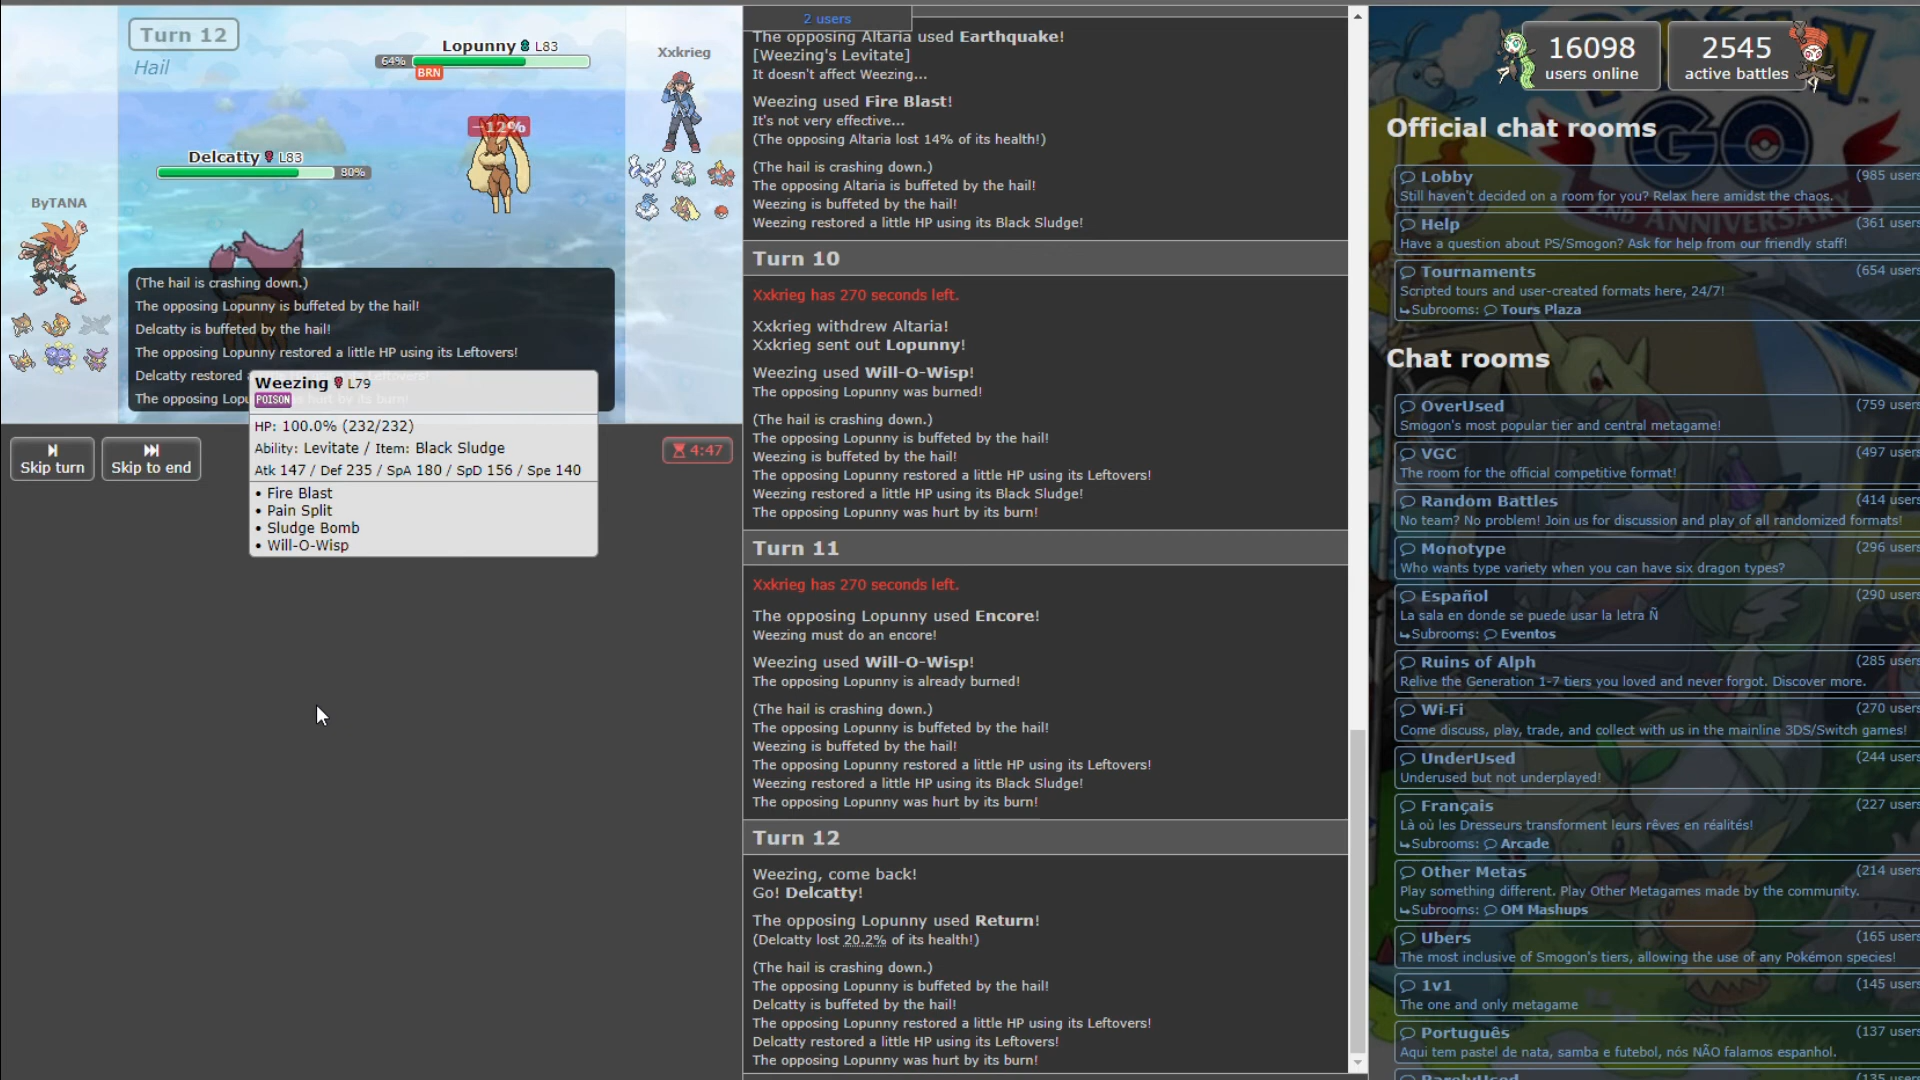 Turn 12
Hail
Lopunny L83
64%
BRN
−12%
Delcatty L83
80%
ByTANA
Xxkrieg
(The hail is crashing down.)
The opposing Lopunny is buffeted by the hail!
Delcatty is buffeted by the hail!
The opposing Lopunny restored a little HP using its Leftovers!
Delcatty restored a
The opposing Lopu
Weezing L79
POISON
HP: 100.0% (232/232)
Ability: Levitate / Item: Black Sludge
Atk 147 / Def 235 / SpA 180 / SpD 156 / Spe 140
• Fire Blast
• Pain Split
• Sludge Bomb
• Will-O-Wisp
Skip turn
Skip to end
4:47
2 users
The opposing Altaria used Earthquake!
[Weezing's Levitate]
It doesn't affect Weezing...
Weezing used Fire Blast!
It's not very effective...
(The opposing Altaria lost 14% of its health!)
(The hail is crashing down.)
The opposing Altaria is buffeted by the hail!
Weezing is buffeted by the hail!
Weezing restored a little HP using its Black Sludge!
Turn 10
Xxkrieg has 270 seconds left.
Xxkrieg withdrew Altaria!
Xxkrieg sent out Lopunny!
Weezing used Will-O-Wisp!
The opposing Lopunny was burned!
(The hail is crashing down.)
The opposing Lopunny is buffeted by the hail!
Weezing is buffeted by the hail!
The opposing Lopunny restored a little HP using its Leftovers!
Weezing restored a little HP using its Black Sludge!
The opposing Lopunny was hurt by its burn!
Turn 11
Xxkrieg has 270 seconds left.
The opposing Lopunny used Encore!
Weezing must do an encore!
Weezing used Will-O-Wisp!
The opposing Lopunny is already burned!
(The hail is crashing down.)
The opposing Lopunny is buffeted by the hail!
Weezing is buffeted by the hail!
The opposing Lopunny restored a little HP using its Leftovers!
Weezing restored a little HP using its Black Sludge!
The opposing Lopunny was hurt by its burn!
Turn 12
Weezing, come back!
Go! Delcatty!
The opposing Lopunny used Return!
(Delcatty lost 20.2% of its health!)
(The hail is crashing down.)
The opposing Lopunny is buffeted by the hail!
Delcatty is buffeted by the hail!
The opposing Lopunny restored a little HP using its Leftovers!
Delcatty restored a little HP using its Leftovers!
The opposing Lopunny was hurt by its burn!
16098
users online
2545
active battles
GO
2ND ANNIVERSARY
Official chat rooms
Lobby (985 users
Still haven't decided on a room for you? Relax here amidst the chaos.
Help (361 users
Have a question about PS/Smogon? Ask for help from our friendly staff!
Tournaments (654 users
Scripted tours and user-created formats here, 24/7!
Subrooms: Tours Plaza
Chat rooms
OverUsed (759 users
Smogon's most popular tier and central metagame!
VGC (497 users
The room for the official competitive format!
Random Battles (414 users
No team? No problem! Join us for discussion and play of all randomized formats!
Monotype (296 users
Who wants type variety when you can have six dragon types?
Español (290 users
La sala en donde se puede usar la letra Ñ
Subrooms: Eventos
Ruins of Alph (285 users
Relive the Generation 1-7 tiers you loved and never forgot. Discover more.
Wi-Fi (270 users
Come discuss, play, trade, and collect with us in the mainline 3DS/Switch games!
UnderUsed (244 users
Underused but not underplayed!
Français (227 users
Là où les Dresseurs transforment leurs rêves en réalités!
Subrooms: Arcade
Other Metas (214 users
Play something different. Play Other Metagames made by the community.
Subrooms: OM Mashups
Ubers (165 users
The most inclusive of Smogon's tiers, allowing the use of any Pokémon species!
1v1 (145 users
The one and only metagame
Português (137 users
Aqui tem pastel de nata, samba e futebol, nós NÃO falamos espanhol.
RarelyUsed (135 users